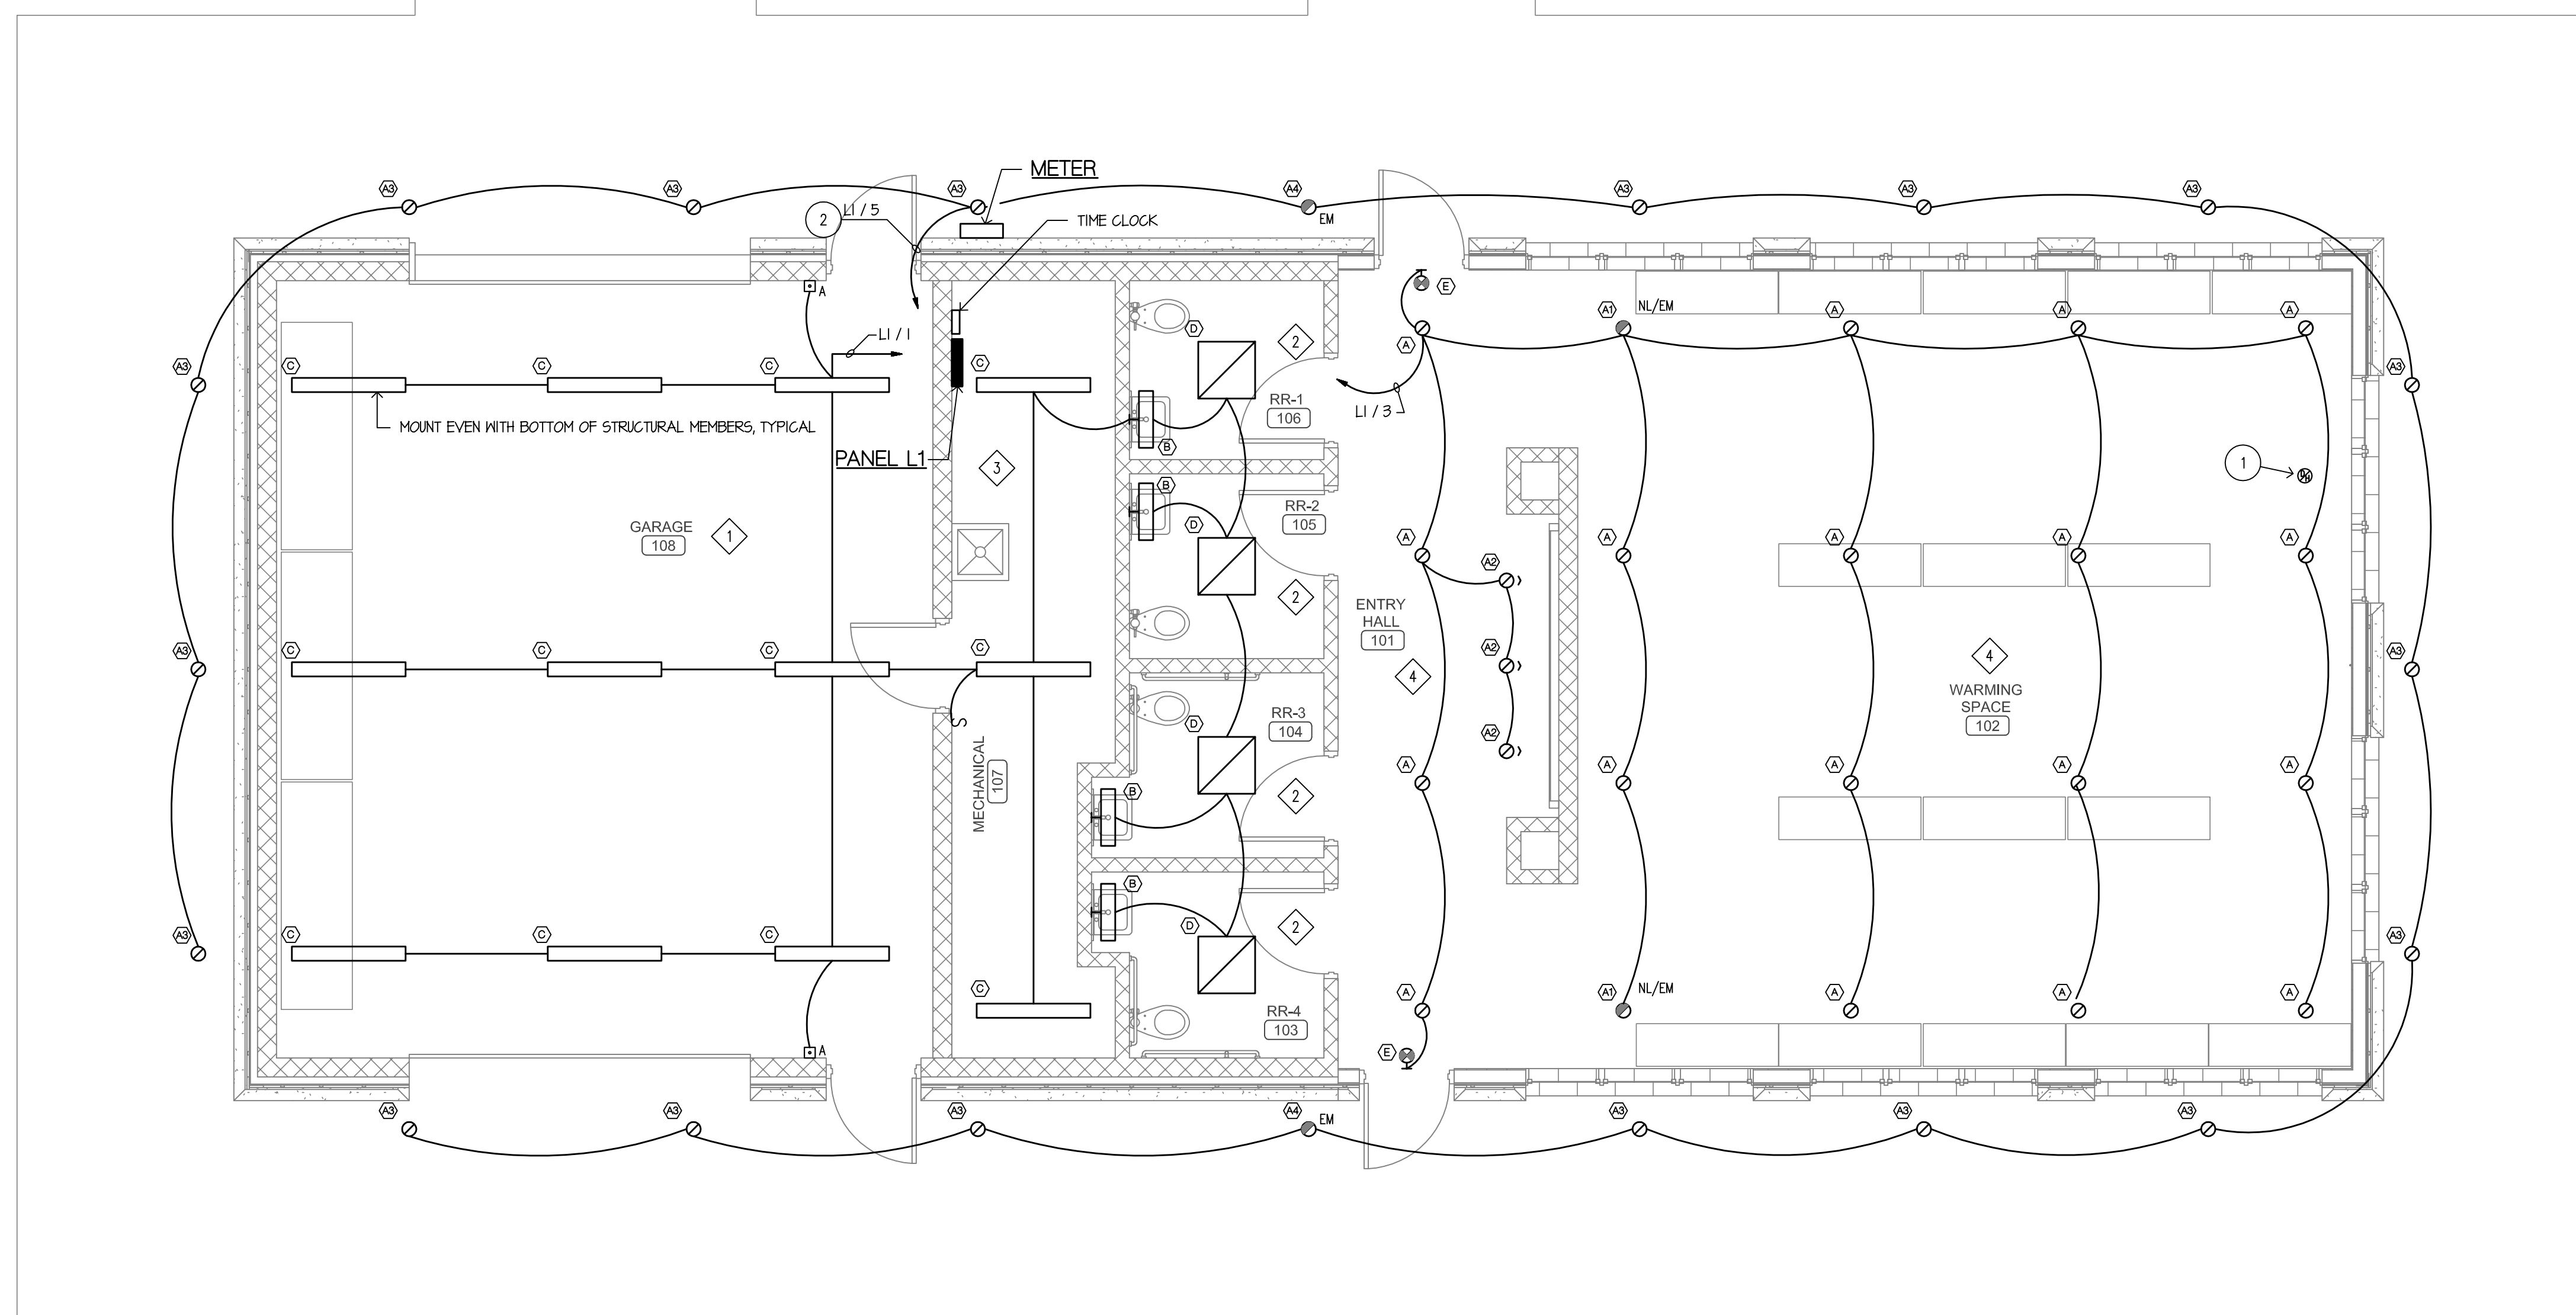 METER
A3
A3
A3
A4
A3
A3
A3
2
L1 / 5
EM
TIME CLOCK
A
E
D
A1
NL/EM
A
A
A
L1 / 1
2
A
A3
C
C
C
C
A3
RR-1
106
L1 / 3
MOUNT EVEN WITH BOTTOM OF STRUCTURAL MEMBERS, TYPICAL
B
PANEL L1
3
1
B
GARAGE
108
1
D
RR-2
105
A
A
A
A
A
A2
2
ENTRY
HALL
101
A3
C
C
C
C
A2
4
4
WARMING
SPACE
102
A3
D
RR-3
104
A2
MECHANICAL
107
S
B
2
A
A
A
A
A
B
A3
C
C
C
D
2
A3
C
RR-4
103
A
A1
NL/EM
A
A
A
A
E
A3
A3
A3
A4
EM
A3
A3
A3